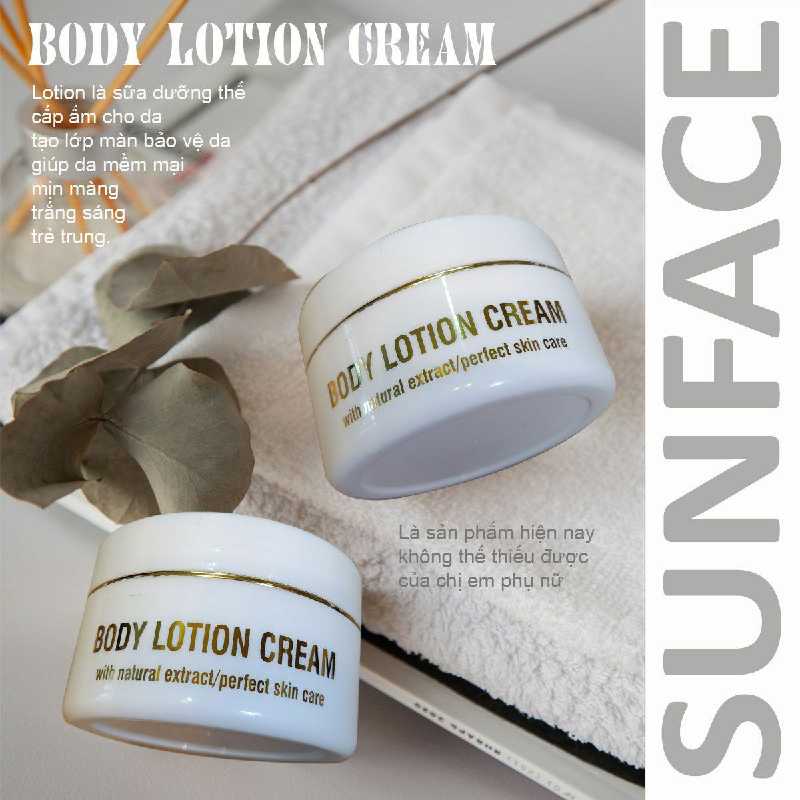 BODY LOTION CREAM
Lotion là sữa dưỡng thể
cấp ẩm cho da
tạo lớp màn bảo vệ da
giúp da mềm mại
mịn màng
trắng sáng
trẻ trung.
BODY LOTION CREAM
with natural extract/perfect skin care
Là sản phẩm hiện nay
không thể thiếu được
của chị em phụ nữ
BODY LOTION CREAM
with natural extract/perfect skin care
SUNFACE